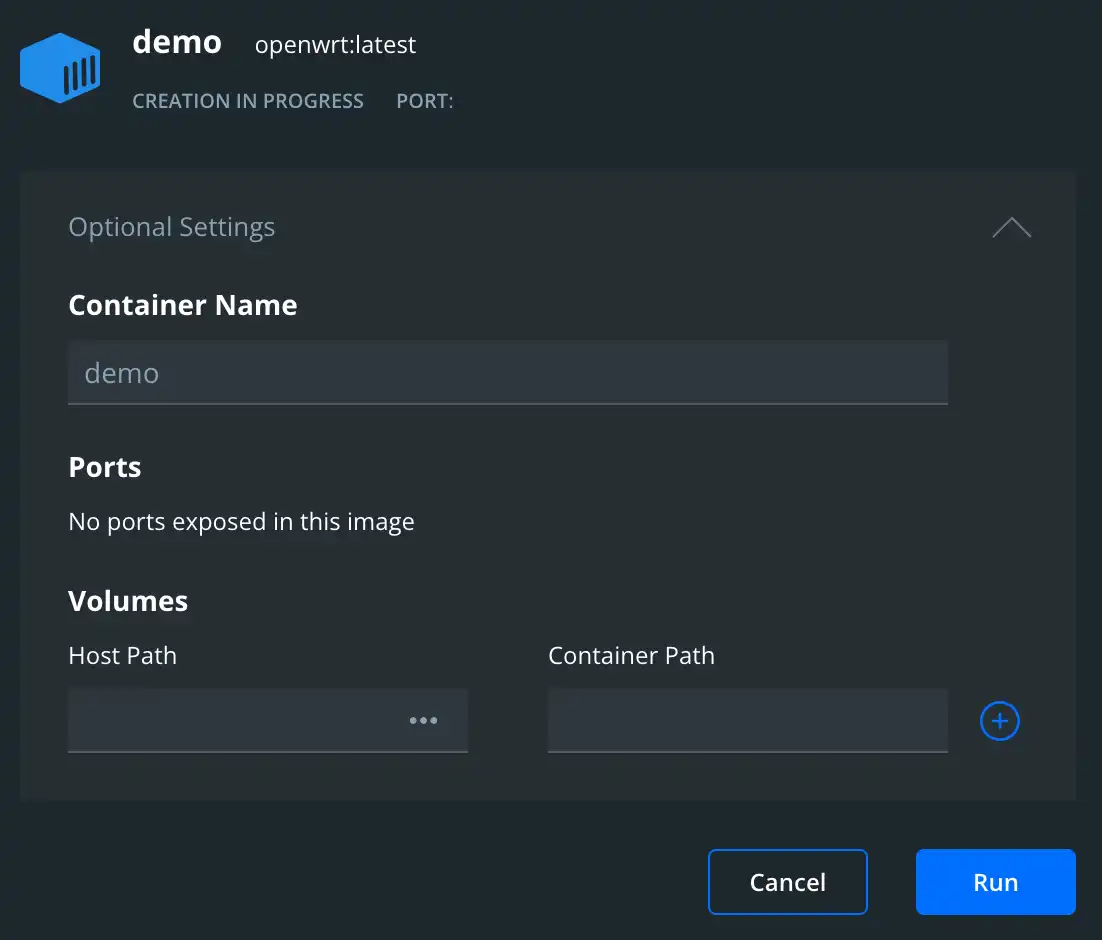 demo openwrt:latest
CREATION IN PROGRESS PORT:
Optional Settings
Container Name
demo
Ports
No ports exposed in this image
Volumes
Host Path Container Path
Cancel Run